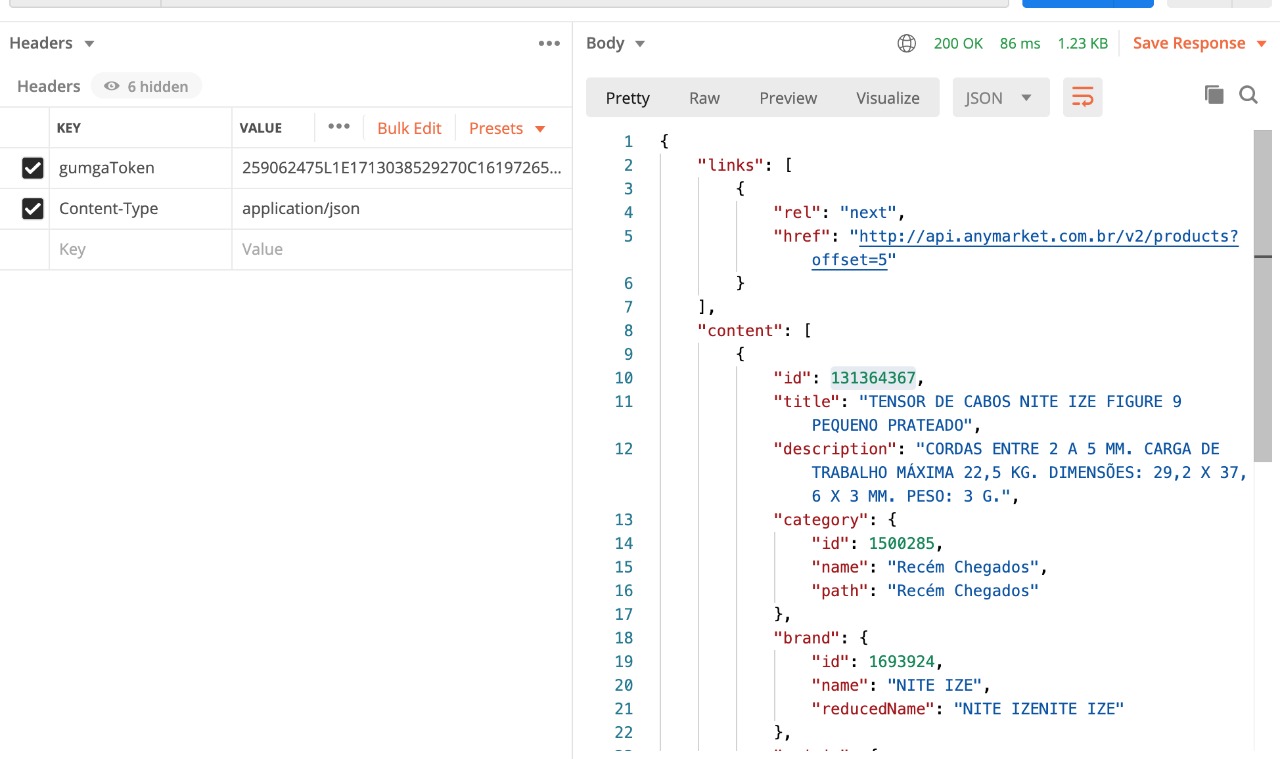 Headers
Headers 6 hidden
KEY VALUE ••• Bulk Edit Presets
gumgaToken 259062475L1E1713038529270C16197265...
Content-Type application/json
Key Value
Body 200 OK 86 ms 1.23 KB Save Response
Pretty Raw Preview Visualize JSON
1 {
2 "links": [
3 {
4 "rel": "next",
5 "href": "http://api.anymarket.com.br/v2/products?
offset=5"
6 }
7 ],
8 "content": [
9 {
10 "id": 131364367,
11 "title": "TENSOR DE CABOS NITE IZE FIGURE 9
PEQUENO PRATEADO",
12 "description": "CORDAS ENTRE 2 A 5 MM. CARGA DE
TRABALHO MÁXIMA 22,5 KG. DIMENSÕES: 29,2 X 37,
6 X 3 MM. PESO: 3 G.",
13 "category": {
14 "id": 1500285,
15 "name": "Recém Chegados",
16 "path": "Recém Chegados"
17 },
18 "brand": {
19 "id": 1693924,
20 "name": "NITE IZE",
21 "reducedName": "NITE IZENITE IZE"
22 },